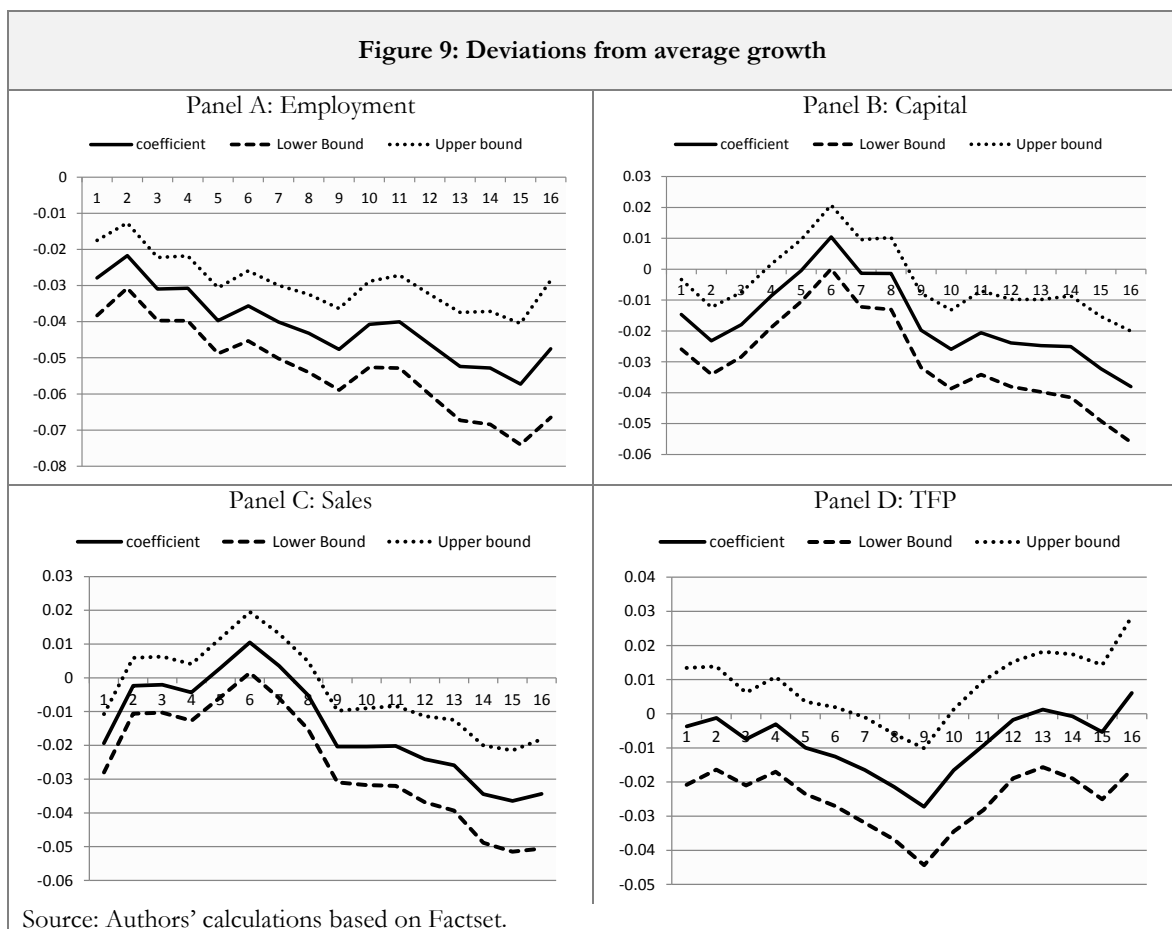 Figure 9: Deviations from average growth
Panel A: Employment
coefficient Lower Bound Upper bound
0
-0.01
-0.02
-0.03
-0.04
-0.05
-0.06
-0.07
-0.08
1 2 3 4 5 6 7 8 9 10 11 12 13 14 15 16
Panel B: Capital
coefficient Lower Bound Upper bound
0.03
0.02
0.01
0
-0.01
-0.02
-0.03
-0.04
-0.05
-0.06
1 2 3 4 5 6 7 8 9 10 11 12 13 14 15 16
Panel C: Sales
coefficient Lower Bound Upper bound
0.03
0.02
0.01
0
-0.01
-0.02
-0.03
-0.04
-0.05
-0.06
1 2 3 4 5 6 7 8 9 10 11 12 13 14 15 16
Panel D: TFP
coefficient Lower Bound Upper bound
0.04
0.03
0.02
0.01
0
-0.01
-0.02
-0.03
-0.04
-0.05
1 2 3 4 5 6 7 8 9 10 11 12 13 14 15 16
Source: Authors' calculations based on Factset.